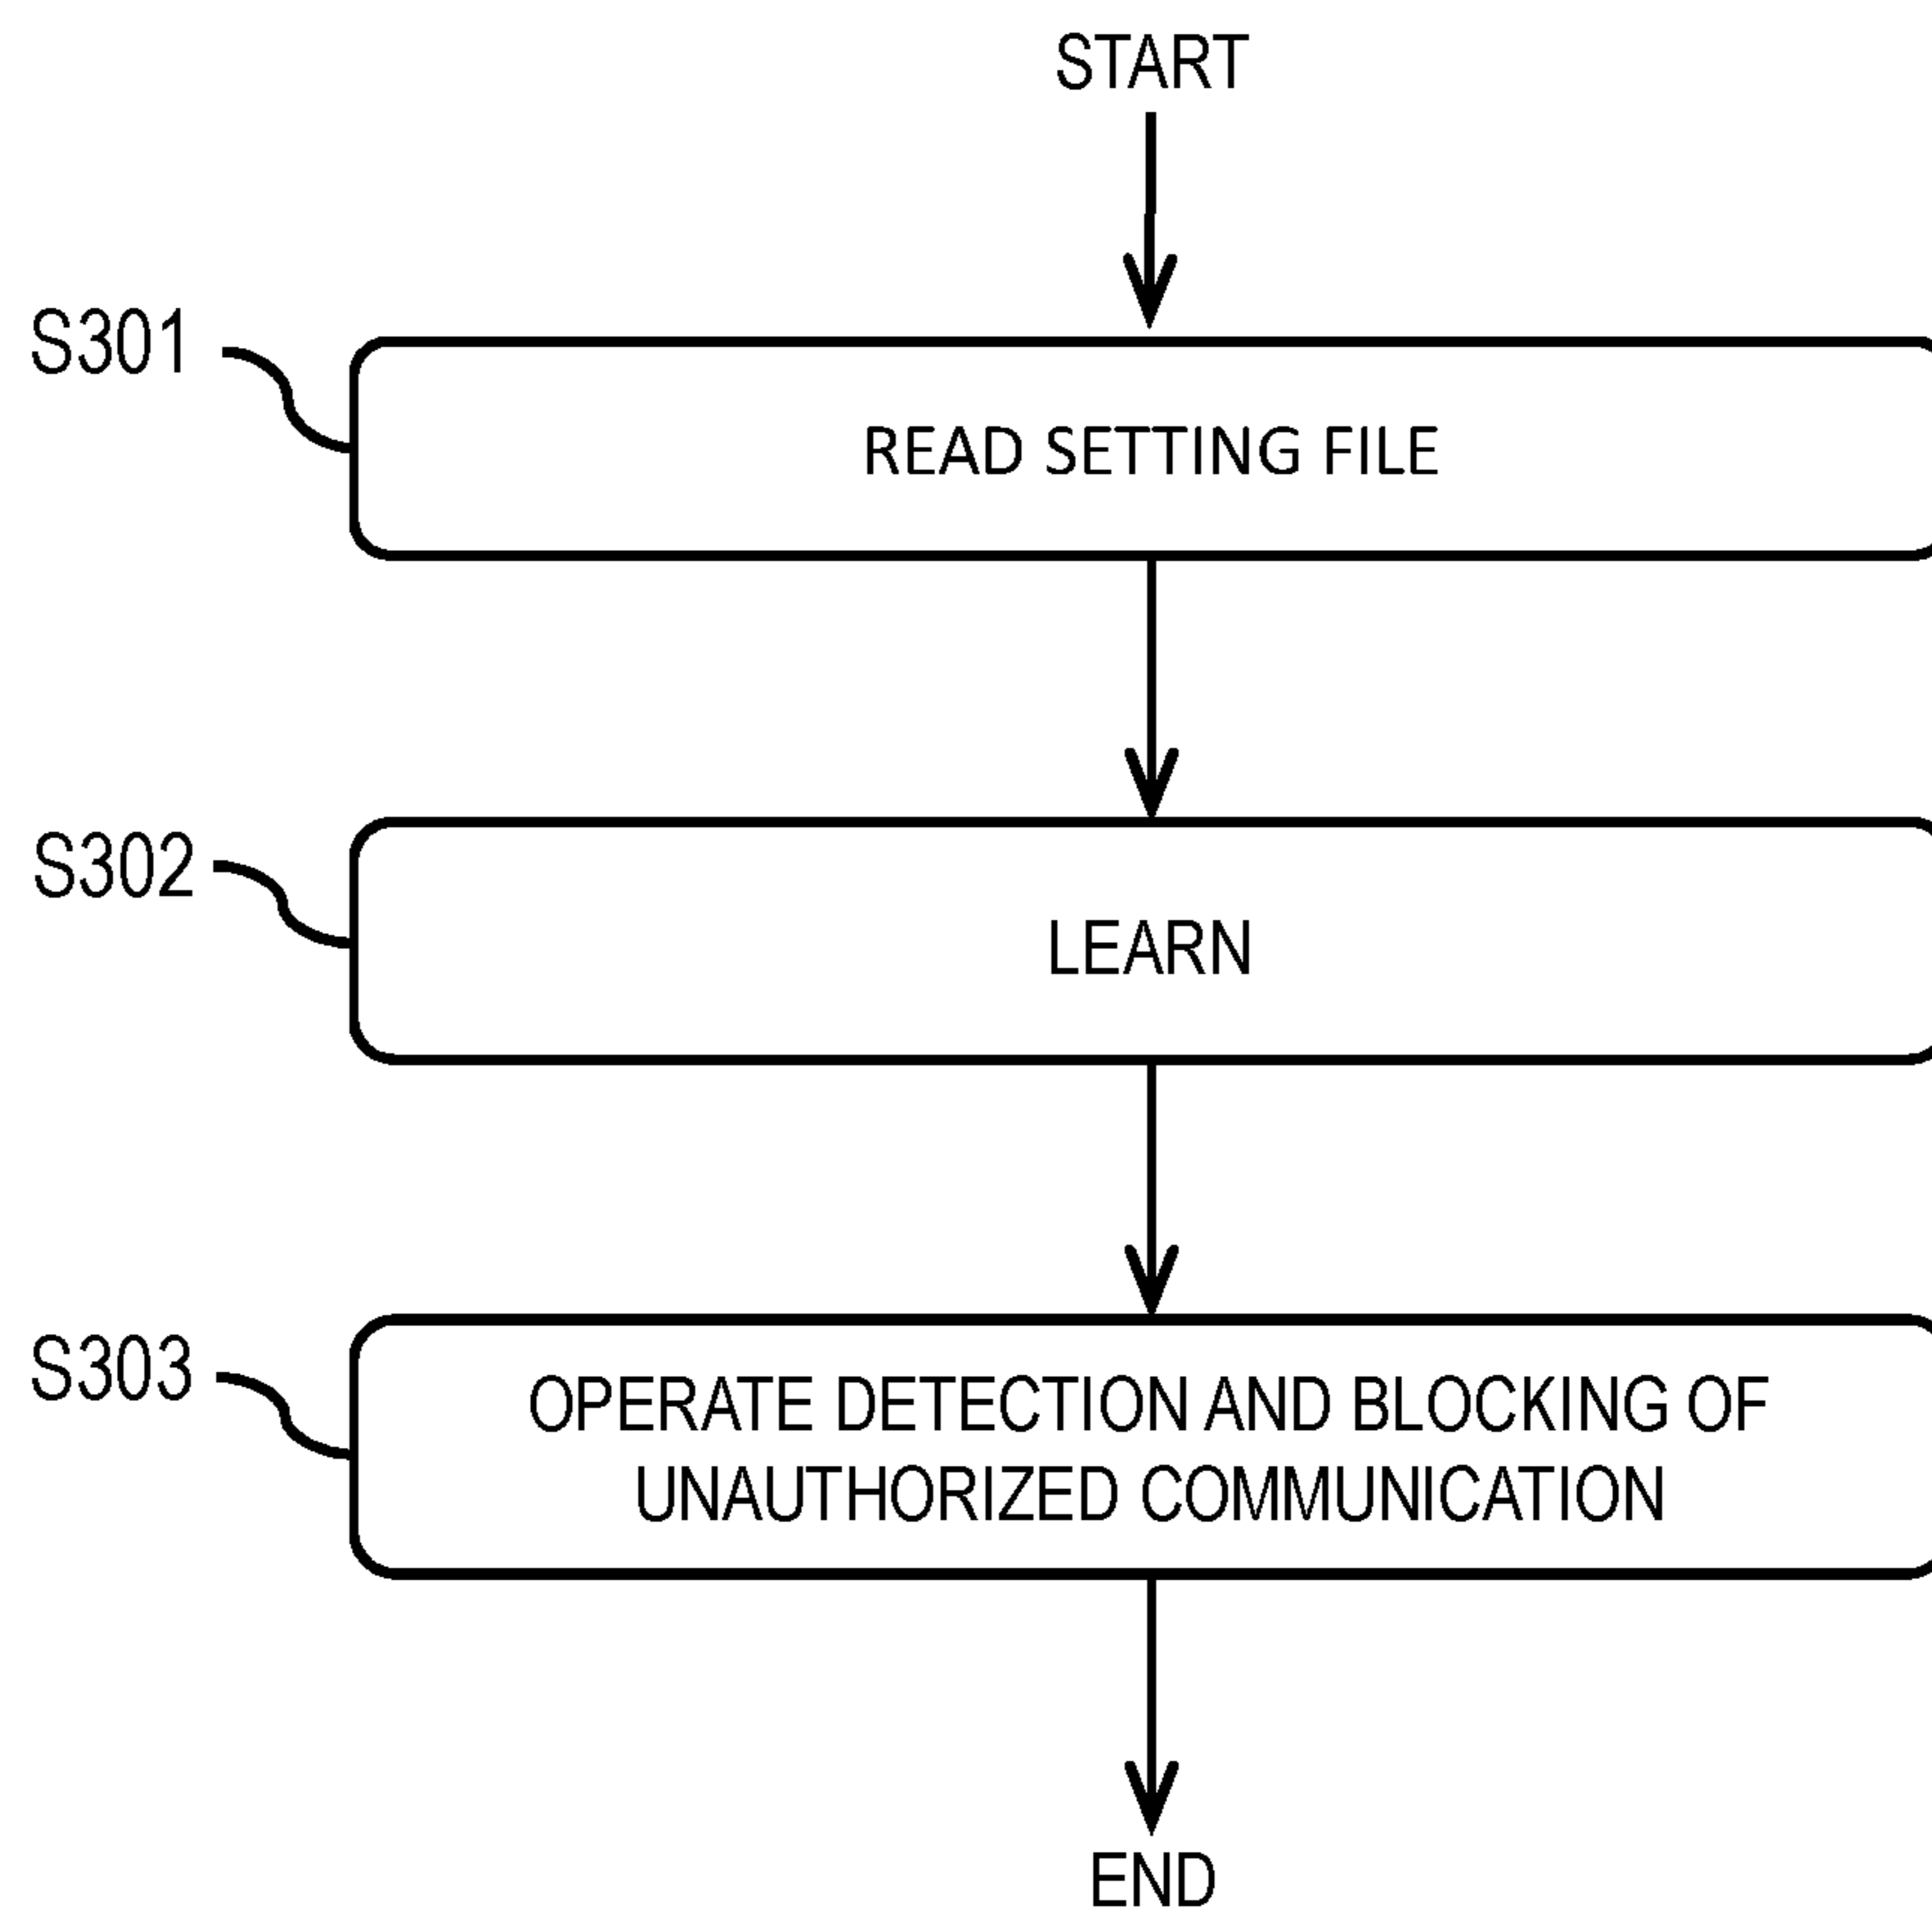 START
S301
READ SETTING FILE
S302
LEARN
S303
OPERATE DETECTION AND BLOCKING OF
UNAUTHORIZED COMMUNICATION
END